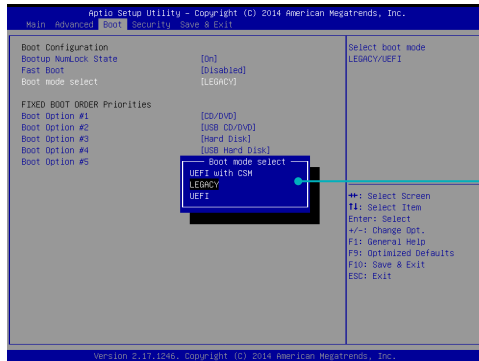 Aptio Setup Utility – Copyright (C) 2014 American Megatrends, Inc.
Main Advanced Boot Security Save & Exit
Boot Configuration
Bootup NumLock State [On]
Fast Boot [Disabled]
Boot mode select [LEGACY]
FIXED BOOT ORDER Priorities
Boot Option #1 [CD/DVD]
Boot Option #2 [USB CD/DVD]
Boot Option #3 [Hard Disk]
Boot Option #4 [USB Hard Disk]
Boot Option #5
Boot mode select
UEFI with CSM
LEGACY
UEFI
Select boot mode
LEGACY/UEFI
↔: Select Screen
↑↓: Select Item
Enter: Select
+/-: Change Opt.
F1: General Help
F9: Optimized Defaults
F10: Save & Exit
ESC: Exit
Version 2.17.1246. Copyright (C) 2014 American Megatrends, Inc.